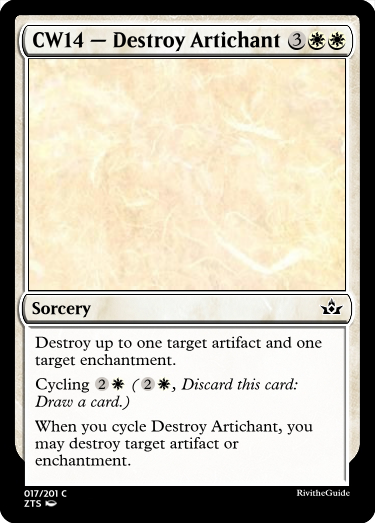 CW14 — Destroy Artichant 3
Sorcery
Destroy up to one target artifact and one
target enchantment.
Cycling 2 ( 2 , Discard this card:
Draw a card.)
When you cycle Destroy Artichant, you
may destroy target artifact or
enchantment.
017/201 C
ZTS
RivitheGuide